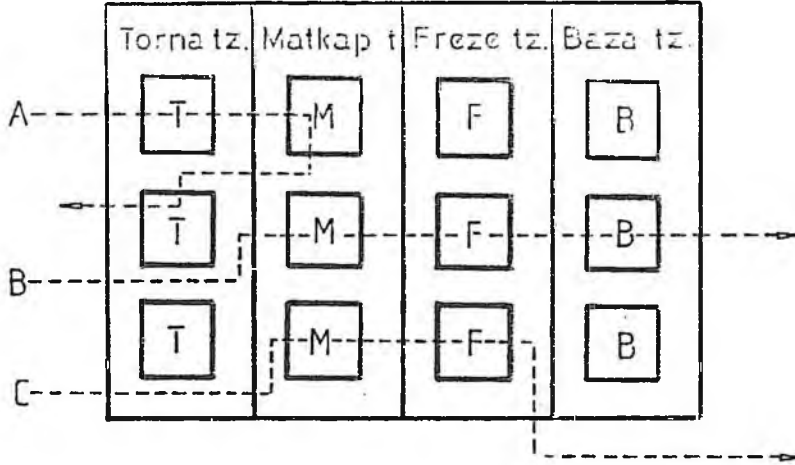 Torna tz. Matkap t Freze tz. Baza tz.
A T M F B
T M F B
B
T M F B
C